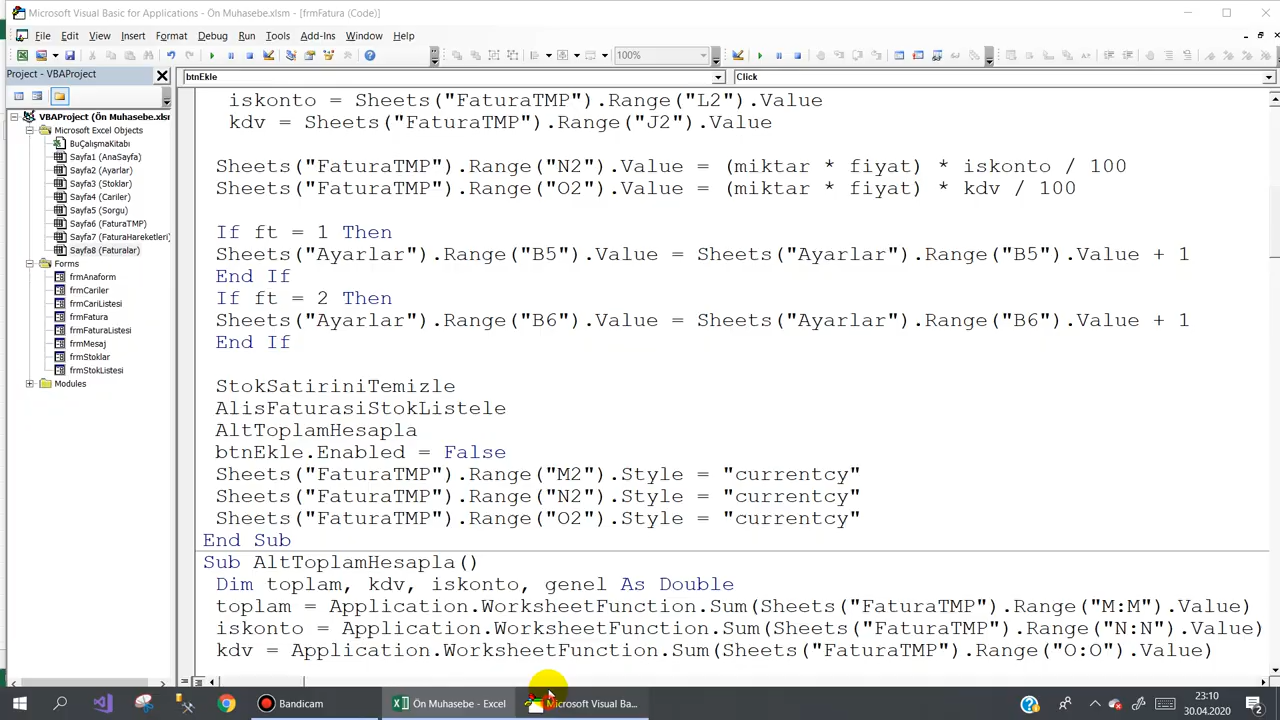 Microsoft Visual Basic for Applications - Ön Muhasebe.xlsm - [frmFatura (Code)]
File Edit View Insert Format Debug Run Tools Add-Ins Window Help
100%
Project - VBAProject
btnEkle
Click
VBAProject (Ön Muhasebe.xlsm
Microsoft Excel Objects
BuÇalışmaKitabı
Sayfa1 (AnaSayfa)
Sayfa2 (Ayarlar)
Sayfa3 (Stoklar)
Sayfa4 (Cariler)
Sayfa5 (Sorgu)
Sayfa6 (FaturaTMP)
Sayfa7 (FaturaHareketleri)
Sayfa8 (Faturalar)
Forms
frmAnaform
frmCariler
frmCariListesi
frmFatura
frmFaturaListesi
frmMesaj
frmStoklar
frmStokListesi
Modules
iskonto = Sheets("FaturaTMP").Range("L2").Value
kdv = Sheets("FaturaTMP").Range("J2").Value
Sheets("FaturaTMP").Range("N2").Value = (miktar * fiyat) * iskonto / 100
Sheets("FaturaTMP").Range("O2").Value = (miktar * fiyat) * kdv / 100
If ft = 1 Then
Sheets("Ayarlar").Range("B5").Value = Sheets("Ayarlar").Range("B5").Value + 1
End If
If ft = 2 Then
Sheets("Ayarlar").Range("B6").Value = Sheets("Ayarlar").Range("B6").Value + 1
End If
StokSatiriniTemizle
AlisFaturasiStokListele
AltToplamHesapla
btnEkle.Enabled = False
Sheets("FaturaTMP").Range("M2").Style = "currentcy"
Sheets("FaturaTMP").Range("N2").Style = "currentcy"
Sheets("FaturaTMP").Range("O2").Style = "currentcy"
End Sub
Sub AltToplamHesapla()
Dim toplam, kdv, iskonto, genel As Double
toplam = Application.WorksheetFunction.Sum(Sheets("FaturaTMP").Range("M:M").Value)
iskonto = Application.WorksheetFunction.Sum(Sheets("FaturaTMP").Range("N:N").Value)
kdv = Application.WorksheetFunction.Sum(Sheets("FaturaTMP").Range("O:O").Value)
Bandicam
Ön Muhasebe - Excel
Microsoft Visual Ba...
23:10
30.04.2020
2